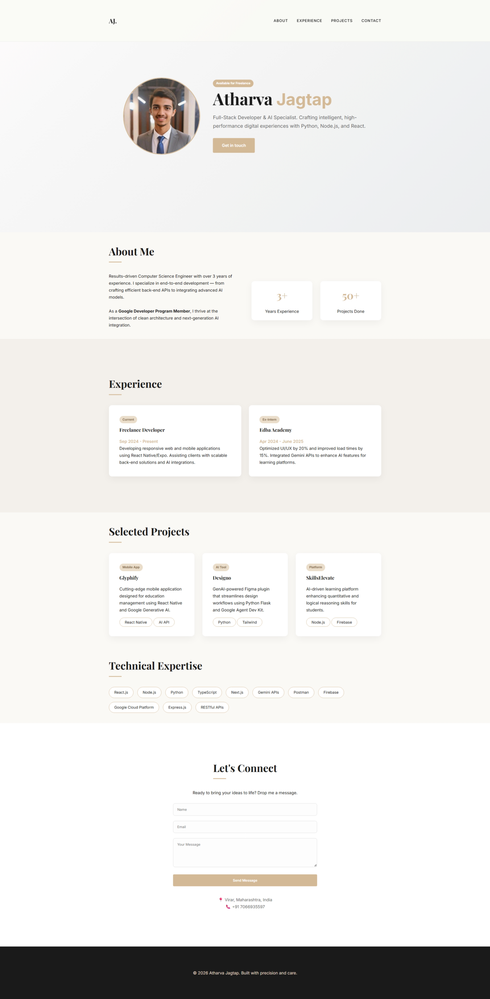 AJ.
ABOUT EXPERIENCE PROJECTS CONTACT
Available for Freelance
Atharva Jagtap
Full-Stack Developer & AI Specialist. Crafting intelligent, high-
performance digital experiences with Python, Node.js, and React.
Get in touch
About Me
Results-driven Computer Science Engineer with over 3 years of
experience. I specialize in end-to-end development — from
crafting efficient back-end APIs to integrating advanced AI
models.
As a Google Developer Program Member, I thrive at the
intersection of clean architecture and next-generation AI
integration.
3+
Years Experience
50+
Projects Done
Experience
Current
Freelance Developer
Sep 2024 - Present
Developing responsive web and mobile applications
using React Native/Expo. Assisting clients with scalable
back-end solutions and AI integrations.
Ex-Intern
Edba Academy
Apr 2024 - June 2025
Optimized UI/UX by 20% and improved load times by
15%. Integrated Gemini APIs to enhance AI features for
learning platforms.
Selected Projects
Mobile App
Glyphify
Cutting-edge mobile application
designed for education
management using React Native
and Google Generative AI.
React Native AI API
AI Tool
Designo
GenAI-powered Figma plugin
that streamlines design
workflows using Python Flask
and Google Agent Dev Kit.
Python Tailwind
Platform
SkillsElevate
AI-driven learning platform
enhancing quantitative and
logical reasoning skills for
students.
Node.js Firebase
Technical Expertise
React.js Node.js Python TypeScript Next.js Gemini APIs Postman Firebase
Google Cloud Platform Express.js RESTful APIs
Let's Connect
Ready to bring your ideas to life? Drop me a message.
Name
Email
Your Message
Send Message
📍 Virar, Maharashtra, India
📞 +91 7066935597
© 2026 Atharva Jagtap. Built with precision and care.